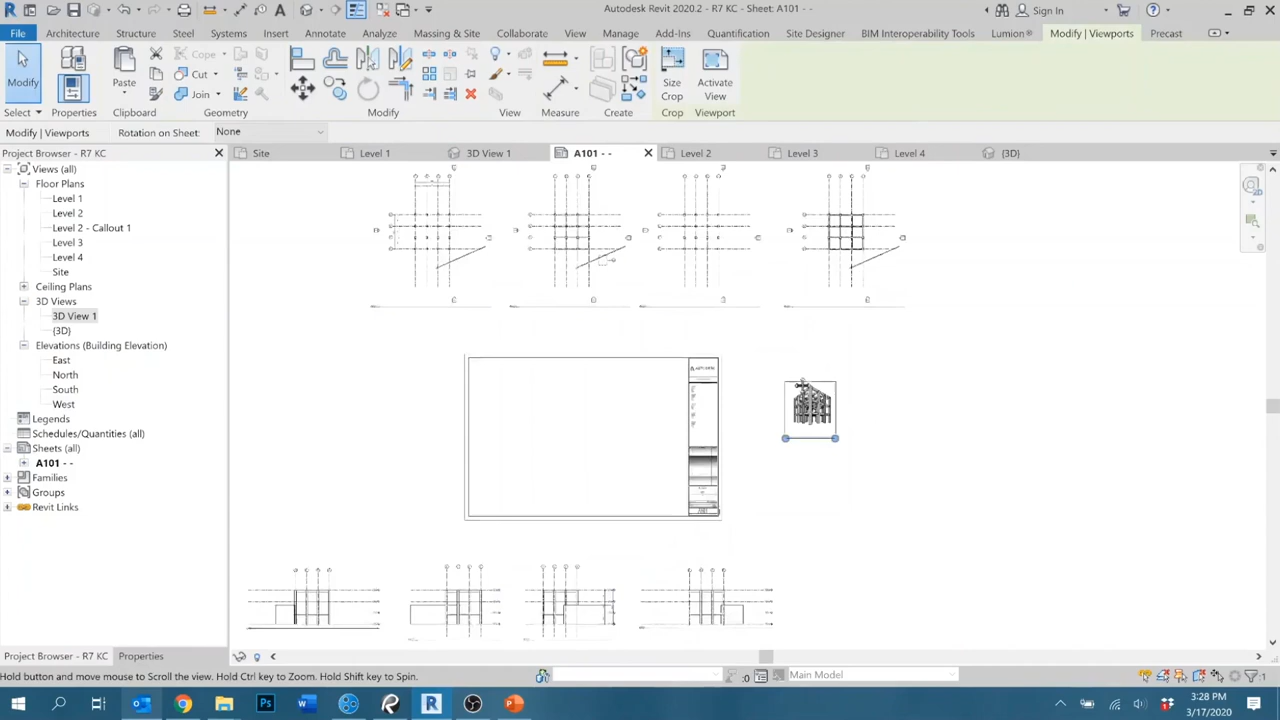 Autodesk Revit 2020.2 - R7 KC - Sheet: A101 - -
Sign In
File Architecture Structure Steel Systems Insert Annotate Analyze Massing & Site Collaborate View Manage Add-Ins Quantification Site Designer BIM Interoperability Tools Lumion® Modify | Viewports Precast
Modify
Properties
Paste
Cope
Cut
Join
Size Crop
Activate View
Select Properties Clipboard Geometry Modify View Measure Create Crop Viewport
Modify | Viewports Rotation on Sheet: None
Project Browser - R7 KC
Site Level 1 3D View 1 A101 - - Level 2 Level 3 Level 4 {3D}
Views (all)
Floor Plans
Level 1
Level 2
Level 2 - Callout 1
Level 3
Level 4
Site
Ceiling Plans
3D Views
3D View 1
{3D}
Elevations (Building Elevation)
East
North
South
West
Legends
Schedules/Quantities (all)
Sheets (all)
A101 - -
Families
Groups
Revit Links
AUTODESK
A101
Project Browser - R7 KC Properties
Hold button and move mouse to Scroll the view. Hold Ctrl key to Zoom. Hold Shift key to Spin.
:0
Main Model
3:28 PM
3/17/2020